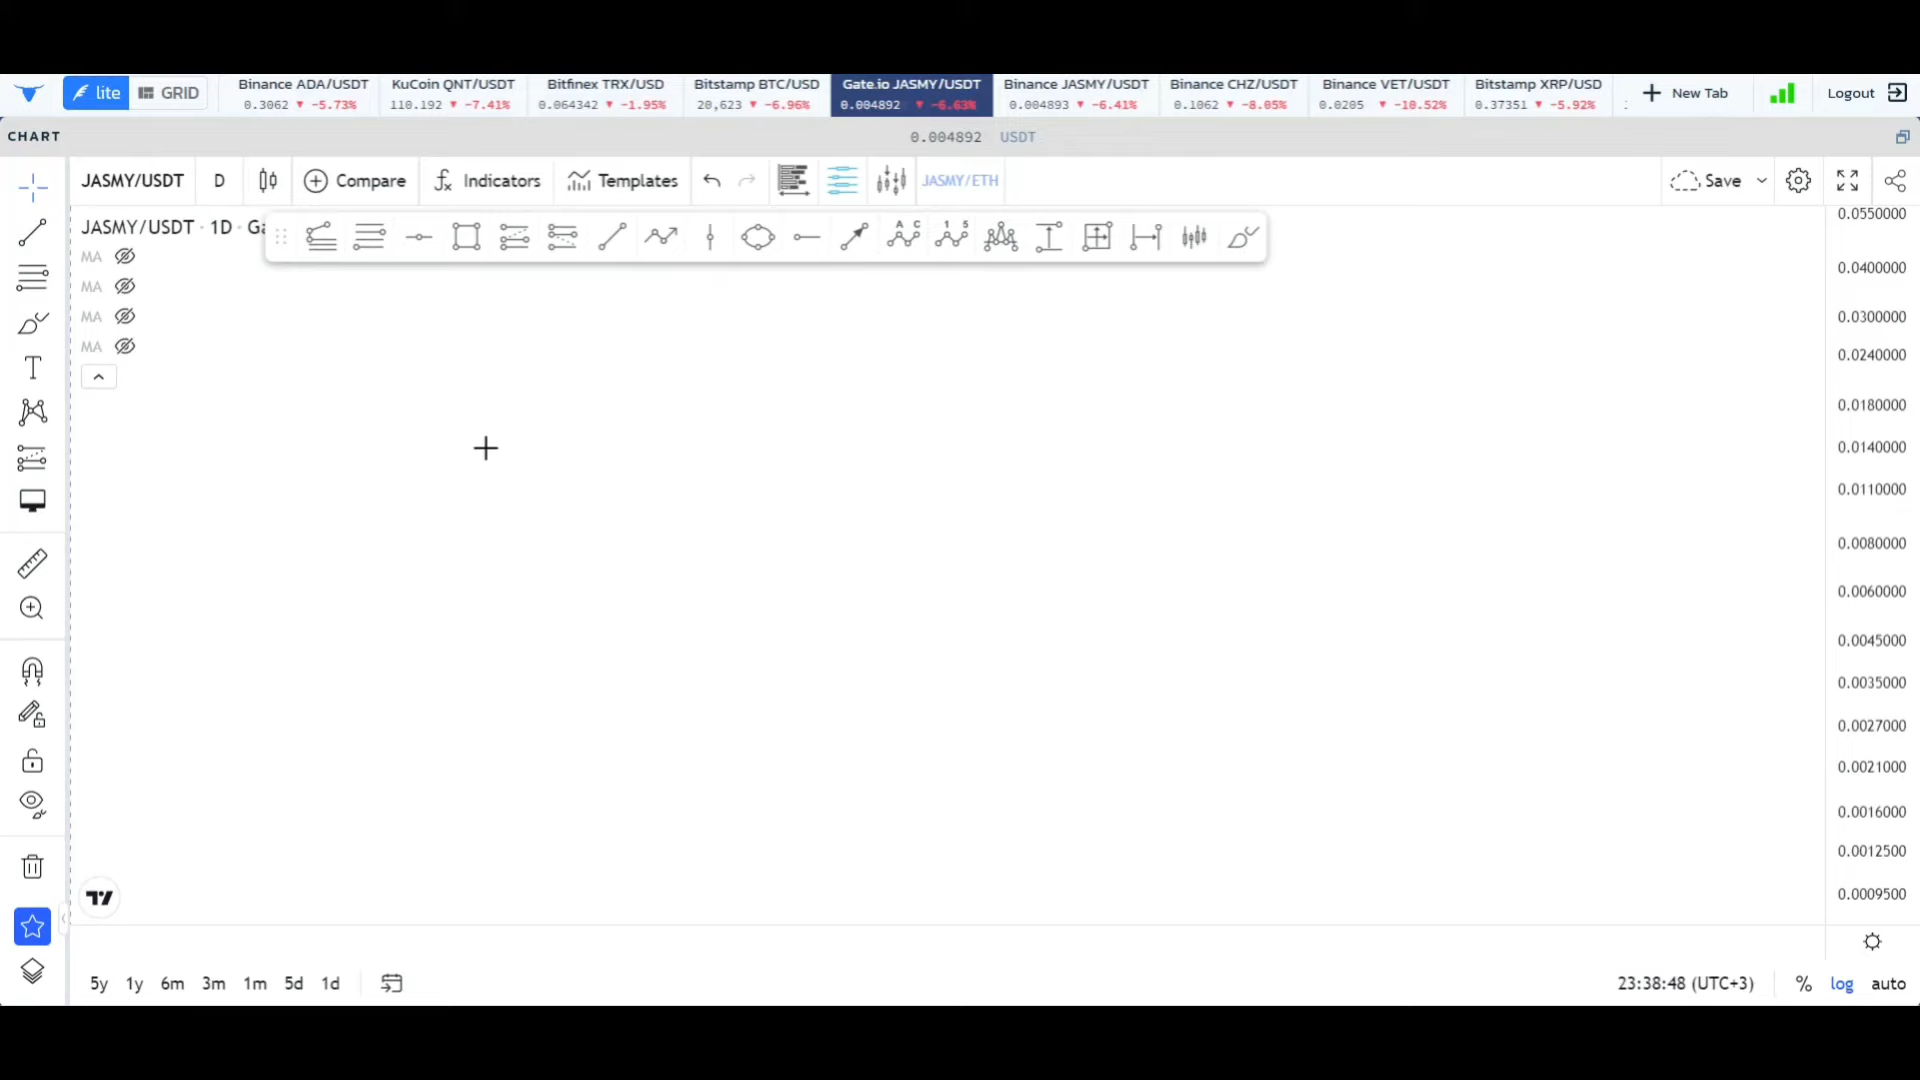 lite
GRID
Binance ADA/USDT
0.3062 ▼ -5.73%
KuCoin QNT/USDT
110.192 ▼ -7.41%
Bitfinex TRX/USD
0.064342 ▼ -1.95%
Bitstamp BTC/USD
20,623 ▼ -6.96%
Gate.io JASMY/USDT
0.004892 ▼ -6.63%
Binance JASMY/USDT
0.004893 ▼ -6.41%
Binance CHZ/USDT
0.1062 ▼ -8.05%
Binance VET/USDT
0.0205 ▼ -10.52%
Bitstamp XRP/USD
0.37351 ▼ -5.92%
New Tab
Logout
CHART
0.004892 USDT
JASMY/USDT
D
Compare
Indicators
Templates
JASMY/ETH
Save
JASMY/USDT · 1D · Ga
A C
1 5
MA
MA
MA
MA
T
0.0550000
0.0400000
0.0300000
0.0240000
0.0180000
0.0140000
0.0110000
0.0080000
0.0060000
0.0045000
0.0035000
0.0027000
0.0021000
0.0016000
0.0012500
0.0009500
5y 1y 6m 3m 1m 5d 1d
23:38:48 (UTC+3)
% log auto